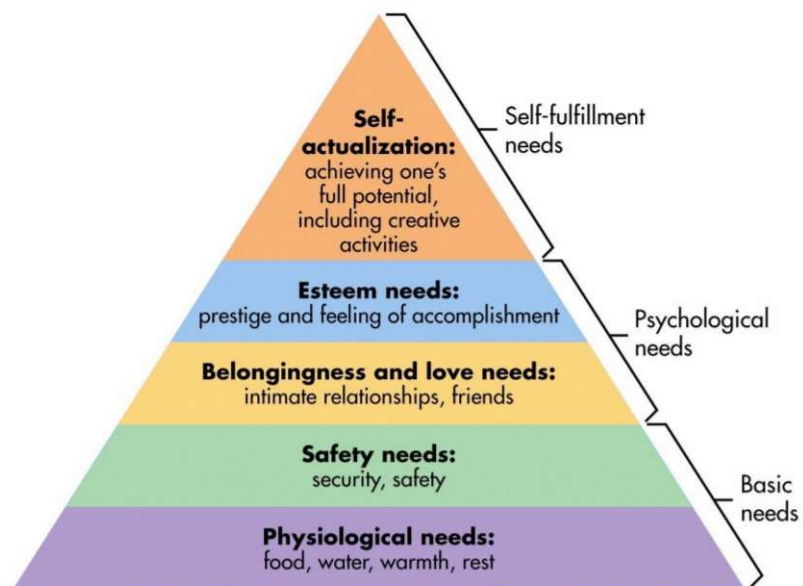 Self-
actualization:
achieving one's
full potential,
including creative
activities
Self-fulfillment
needs
Esteem needs:
prestige and feeling of accomplishment
Psychological
needs
Belongingness and love needs:
intimate relationships, friends
Safety needs:
security, safety
Basic
needs
Physiological needs:
food, water, warmth, rest